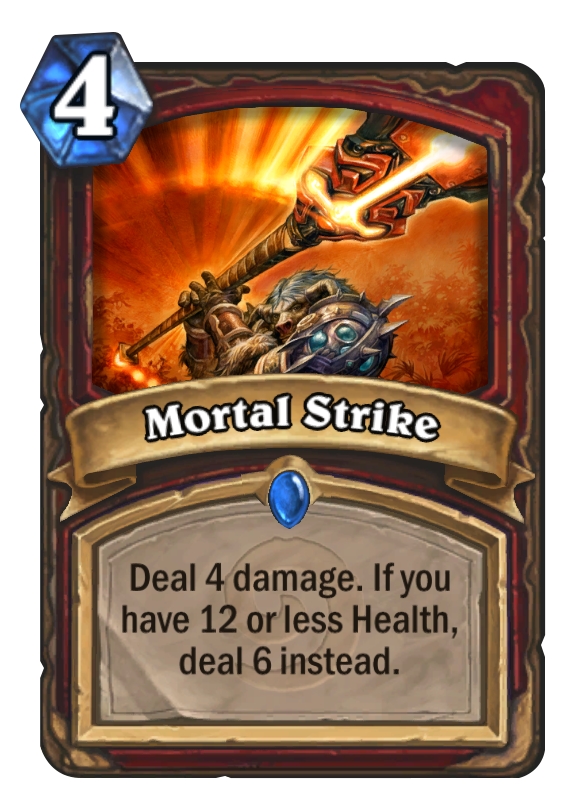 4
Mortal Strike
Deal 4 damage. If you
have 12 or less Health,
deal 6 instead.